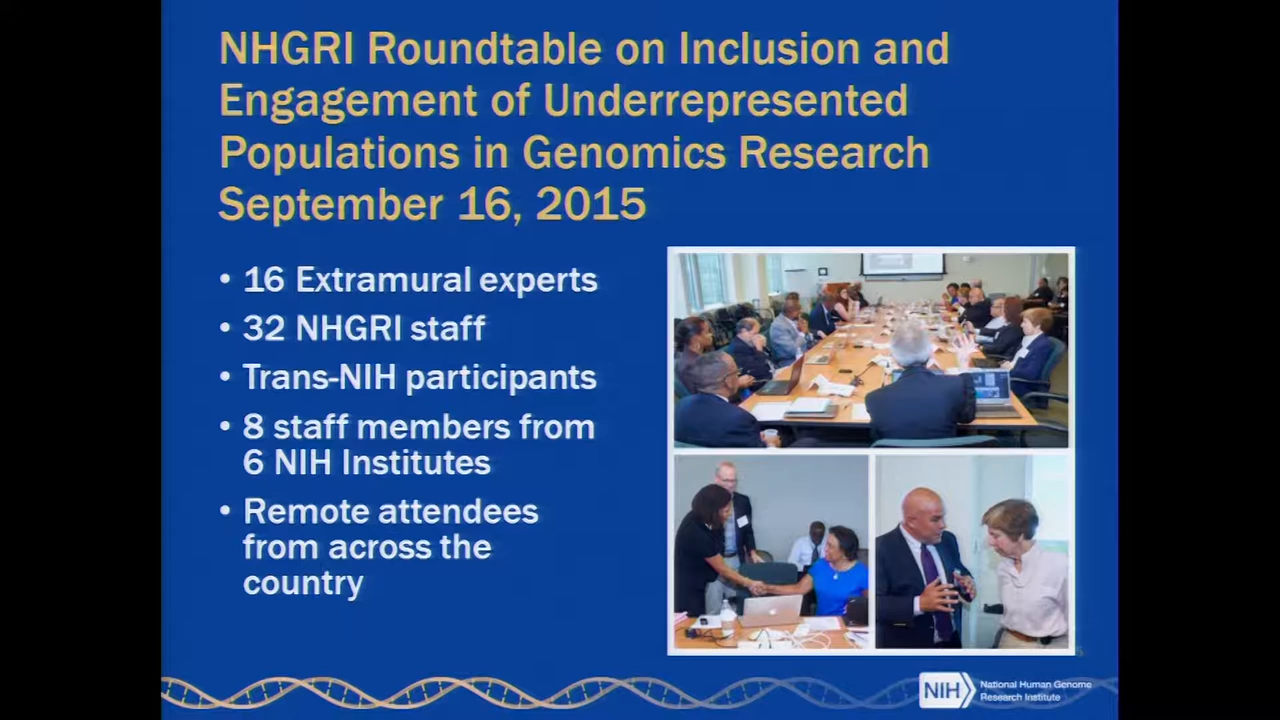 NHGRI Roundtable on Inclusion and
Engagement of Underrepresented
Populations in Genomics Research
September 16, 2015
• 16 Extramural experts
• 32 NHGRI staff
• Trans-NIH participants
• 8 staff members from
6 NIH Institutes
• Remote attendees
from across the
country
NIH
National Human Genome
Research Institute